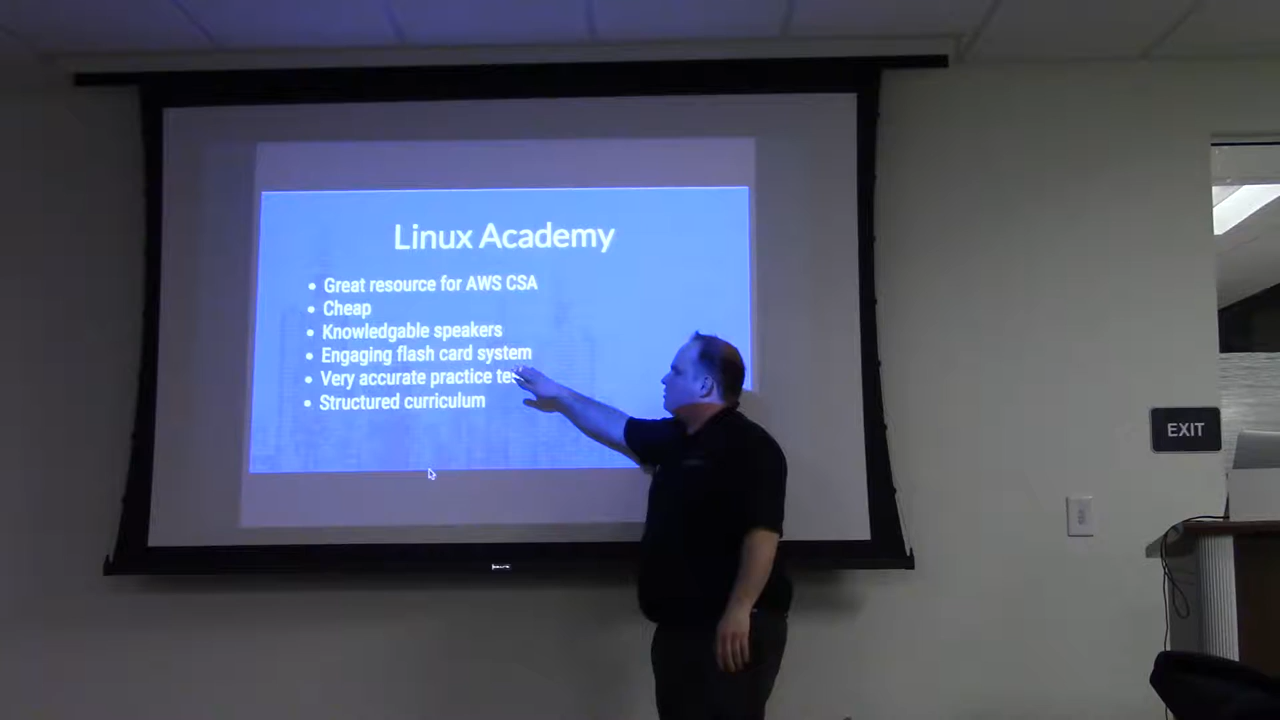 Linux Academy
• Great resource for AWS CSA
• Cheap
• Knowledgable speakers
• Engaging flash card system
• Very accurate practice
• Structured curriculum
EXIT